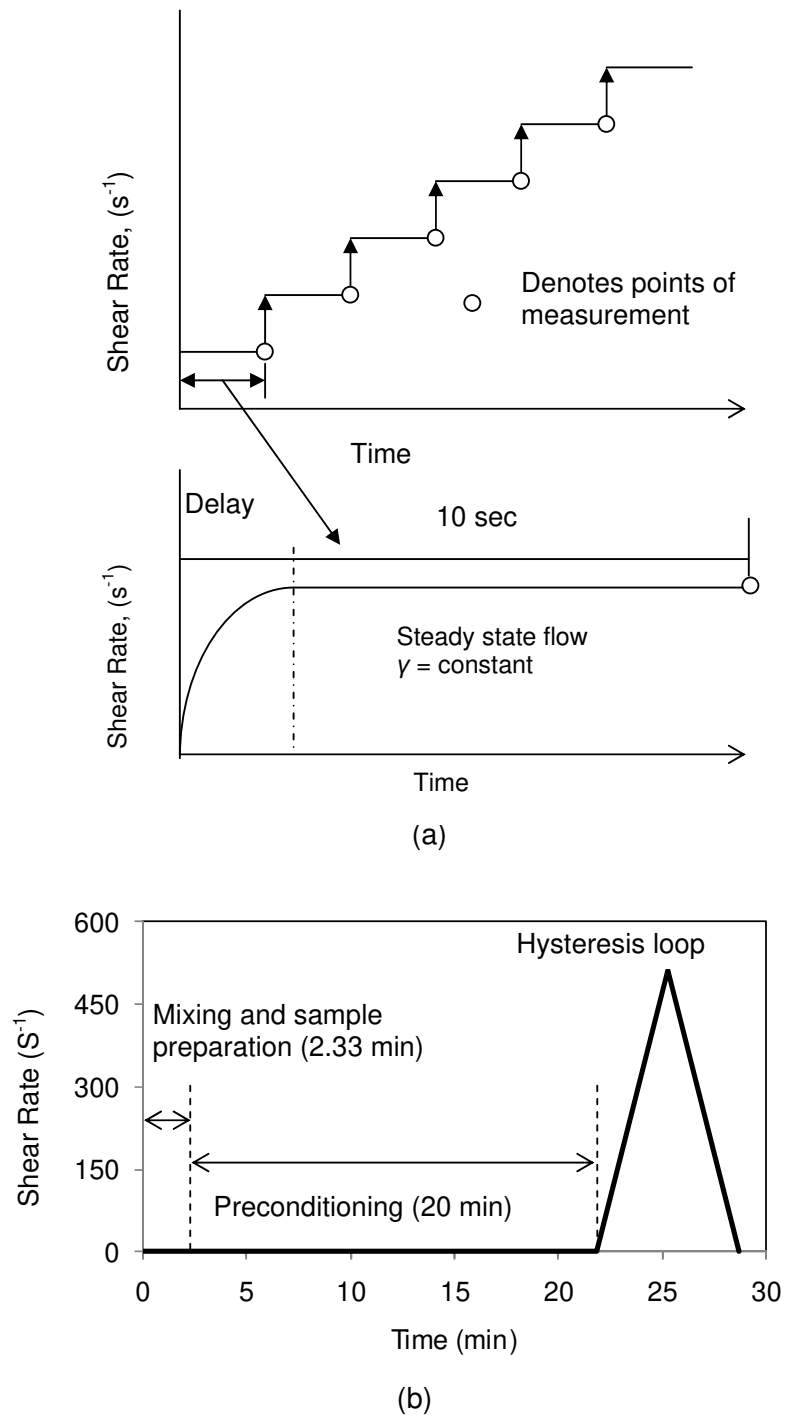 Shear Rate, (s-1)
Denotes points of
measurement
Time
Delay
10 sec
Shear Rate, (s-1)
Steady state flow
γ = constant
Time
(a)
600
450
300
150
0
Shear Rate (S-1)
Hysteresis loop
Mixing and sample
preparation (2.33 min)
Preconditioning (20 min)
0 5 10 15 20 25 30
Time (min)
(b)